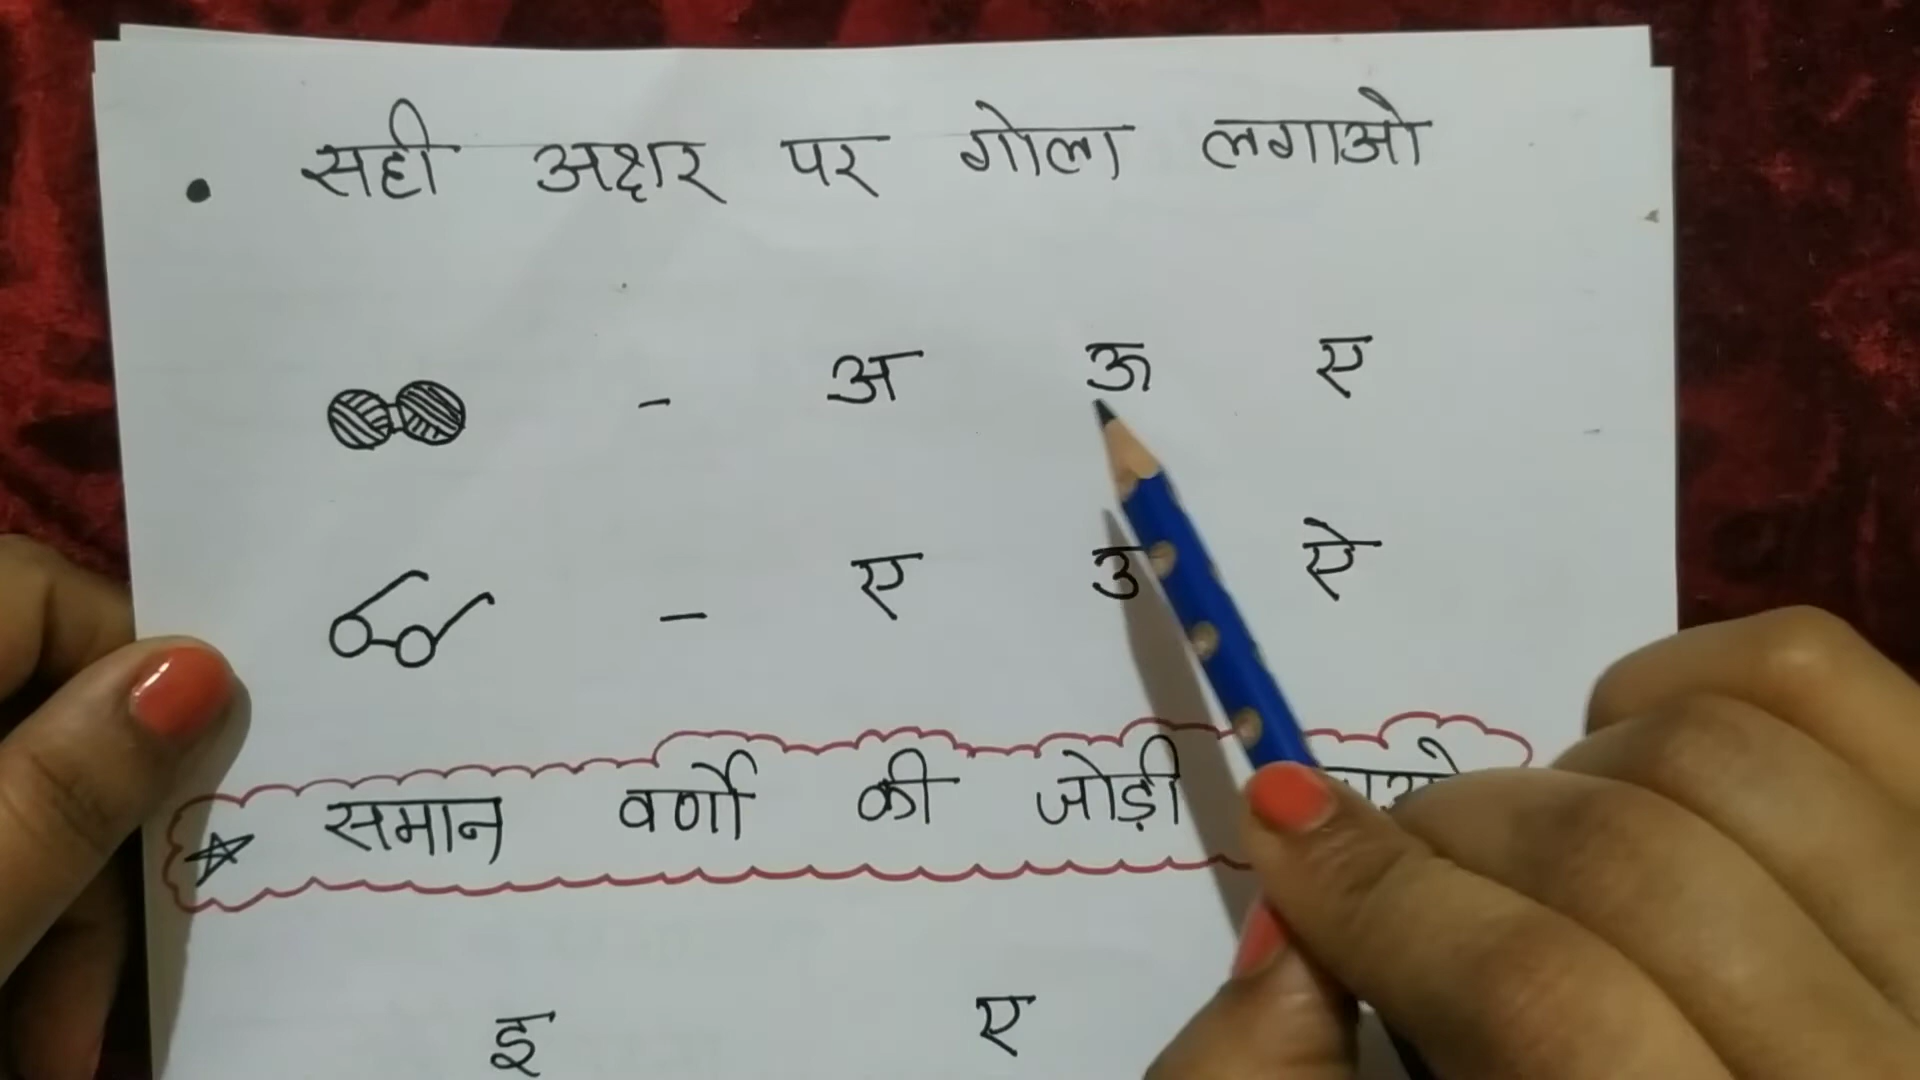 • सही अक्षर पर गोला लगाओ
- अ ऊ ए
- ए उ ऐ
☆ समान वर्णों की जोड़ी
इ ए